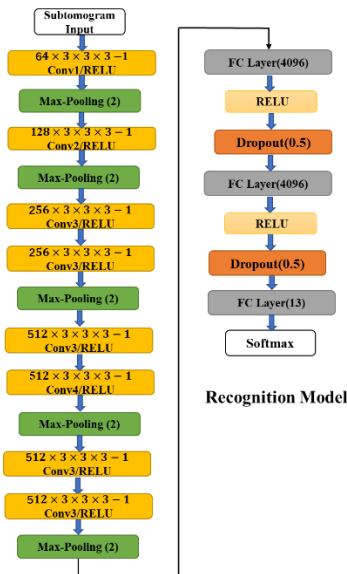 Subtomogram
Input
64 × 3 × 3 × 3 − 1
Conv1/RELU
Max-Pooling (2)
128 × 3 × 3 × 3 − 1
Conv2/RELU
Max-Pooling (2)
256 × 3 × 3 × 3 − 1
Conv3/RELU
256 × 3 × 3 × 3 − 1
Conv3/RELU
Max-Pooling (2)
512 × 3 × 3 × 3 − 1
Conv3/RELU
512 × 3 × 3 × 3 − 1
Conv4/RELU
Max-Pooling (2)
512 × 3 × 3 × 3 − 1
Conv3/RELU
512 × 3 × 3 × 3 − 1
Conv3/RELU
Max-Pooling (2)
FC Layer(4096)
RELU
Dropout(0.5)
FC Layer(4096)
RELU
Dropout(0.5)
FC Layer(13)
Softmax
Recognition Model